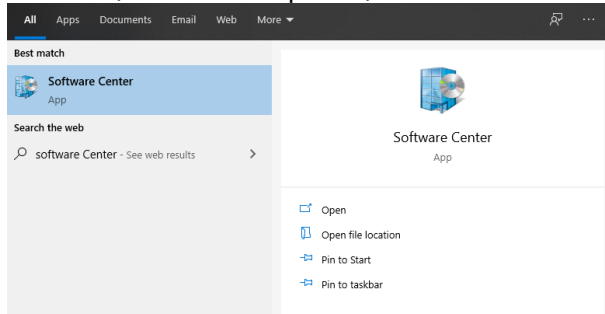 All Apps Documents Email Web More
Best match
Software Center
App
Search the web
software Center - See web results
Software Center
App
Open
Open file location
Pin to Start
Pin to taskbar